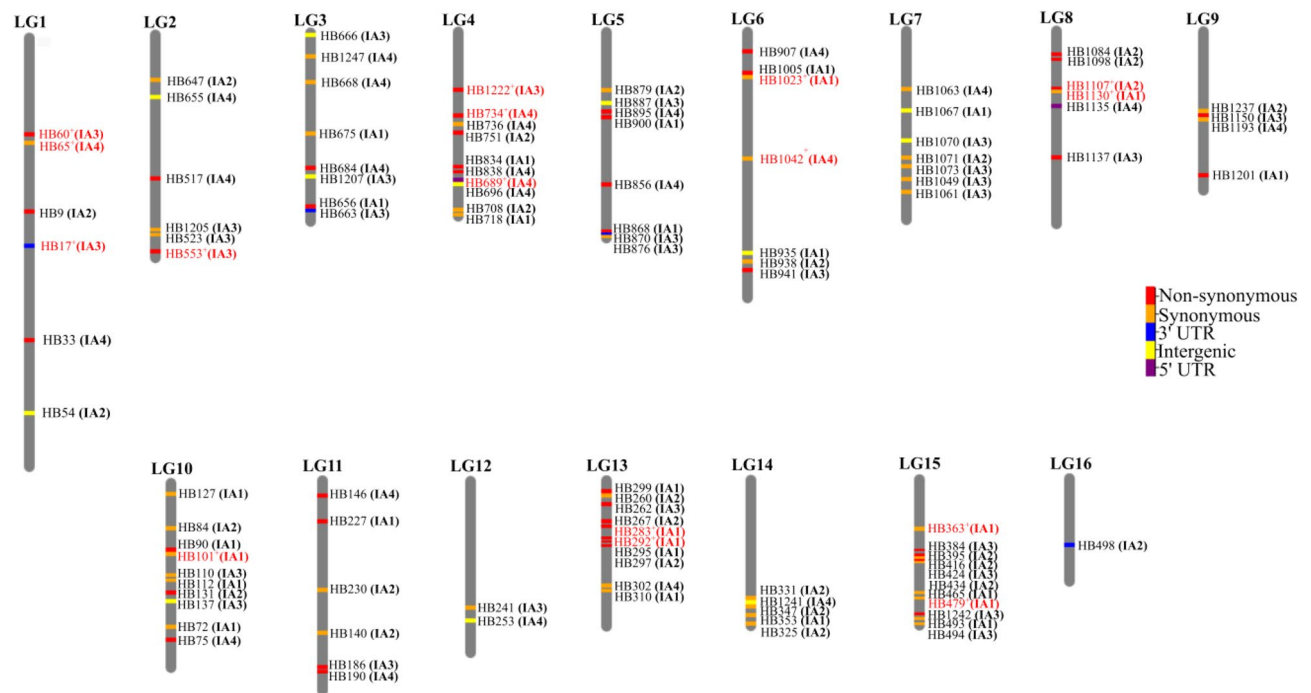 LG1
HB60⁺(IA3)
HB65⁺(IA4)
HB9 (IA2)
HB17⁺(IA3)
HB33 (IA4)
HB54 (IA2)
LG2
HB647 (IA2)
HB655 (IA4)
HB517 (IA4)
HB1205 (IA3)
HB523 (IA3)
HB553⁺(IA3)
LG3
HB666 (IA3)
HB1247 (IA4)
HB668 (IA4)
HB675 (IA1)
HB684 (IA4)
HB1207 (IA3)
HB656 (IA1)
HB663 (IA3)
LG4
HB1222⁺(IA3)
HB734⁺(IA4)
HB736 (IA4)
HB751 (IA2)
HB834 (IA1)
HB838 (IA4)
HB689⁺(IA4)
HB696 (IA4)
HB708 (IA2)
HB718 (IA1)
LG5
HB879 (IA2)
HB887 (IA3)
HB895 (IA4)
HB900 (IA1)
HB856 (IA4)
HB868 (IA1)
HB870 (IA3)
HB876 (IA3)
LG6
HB907 (IA4)
HB1005 (IA1)
HB1023⁺(IA1)
HB1042⁺(IA4)
HB935 (IA1)
HB938 (IA2)
HB941 (IA3)
LG7
HB1063 (IA4)
HB1067 (IA1)
HB1070 (IA3)
HB1071 (IA2)
HB1073 (IA3)
HB1049 (IA3)
HB1061 (IA3)
LG8
HB1084 (IA2)
HB1098 (IA2)
HB1107⁺(IA2)
HB1130⁺(IA1)
HB1135 (IA4)
HB1137 (IA3)
LG9
HB1237 (IA2)
HB1150 (IA3)
HB1193 (IA4)
HB1201 (IA1)
Non-synonymous
Synonymous
3' UTR
Intergenic
5' UTR
LG10
HB127 (IA1)
HB84 (IA2)
HB90 (IA1)
HB101⁺(IA1)
HB110 (IA3)
HB112 (IA1)
HB131 (IA2)
HB137 (IA3)
HB72 (IA1)
HB75 (IA4)
LG11
HB146 (IA4)
HB227 (IA1)
HB230 (IA2)
HB140 (IA2)
HB186 (IA3)
HB190 (IA4)
LG12
HB241 (IA3)
HB253 (IA4)
LG13
HB299 (IA1)
HB260 (IA2)
HB262 (IA3)
HB267 (IA2)
HB283⁺(IA1)
HB292⁺(IA1)
HB295 (IA1)
HB297 (IA2)
HB302 (IA4)
HB310 (IA1)
LG14
HB331 (IA2)
HB1241 (IA4)
HB347 (IA2)
HB353 (IA1)
HB325 (IA2)
LG15
HB363⁺(IA1)
HB384 (IA3)
HB395 (IA2)
HB416 (IA2)
HB424 (IA3)
HB434 (IA2)
HB465 (IA1)
HB479⁺(IA1)
HB1242 (IA3)
HB493 (IA1)
HB494 (IA3)
LG16
HB498 (IA2)